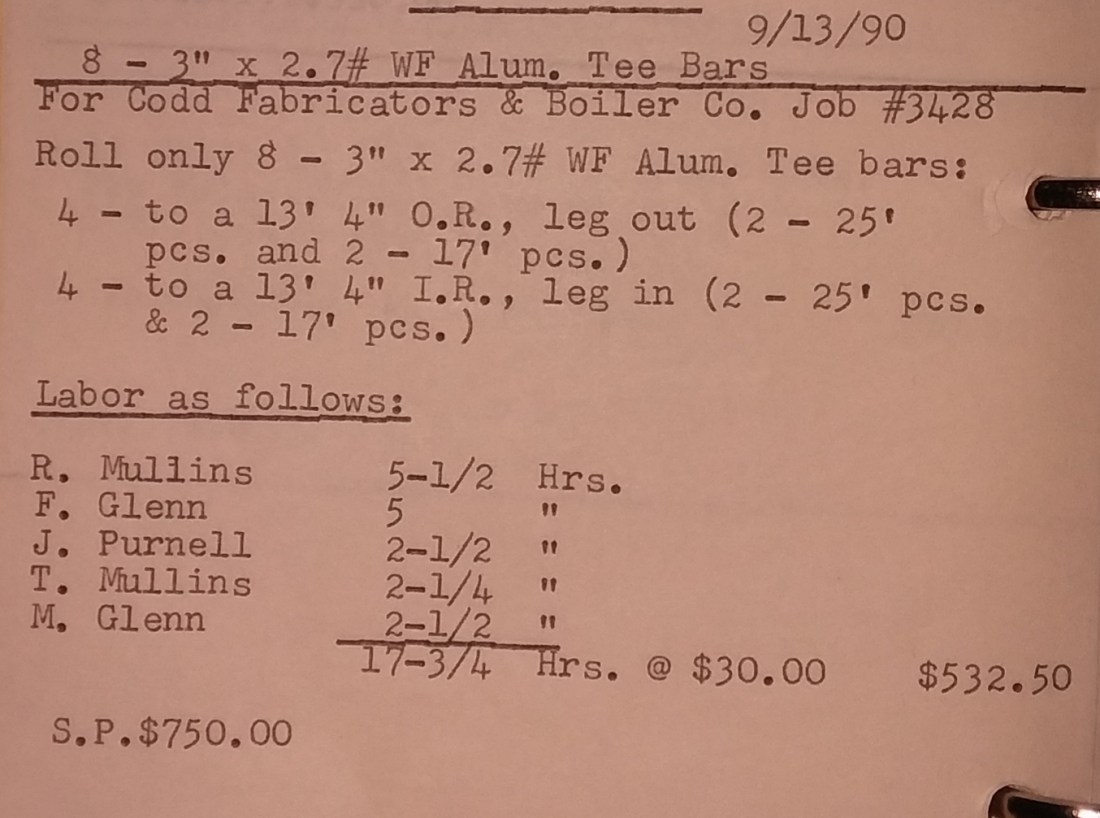 9/13/90
8 - 3" x 2.7# WF Alum. Tee Bars
For Codd Fabricators & Boiler Co. Job #3428
Roll only 8 - 3" x 2.7# WF Alum. Tee bars:
4 - to a 13' 4" O.R., leg out (2 - 25'
pcs. and 2 - 17' pcs.)
4 - to a 13' 4" I.R., leg in (2 - 25' pcs.
& 2 - 17' pcs.)
Labor as follows:
R. Mullins 5-1/2 Hrs.
F. Glenn 5 "
J. Purnell 2-1/2 "
T. Mullins 2-1/4 "
M. Glenn 2-1/2 "
17-3/4 Hrs. @ $30.00 $532.50
S.P.$750.00